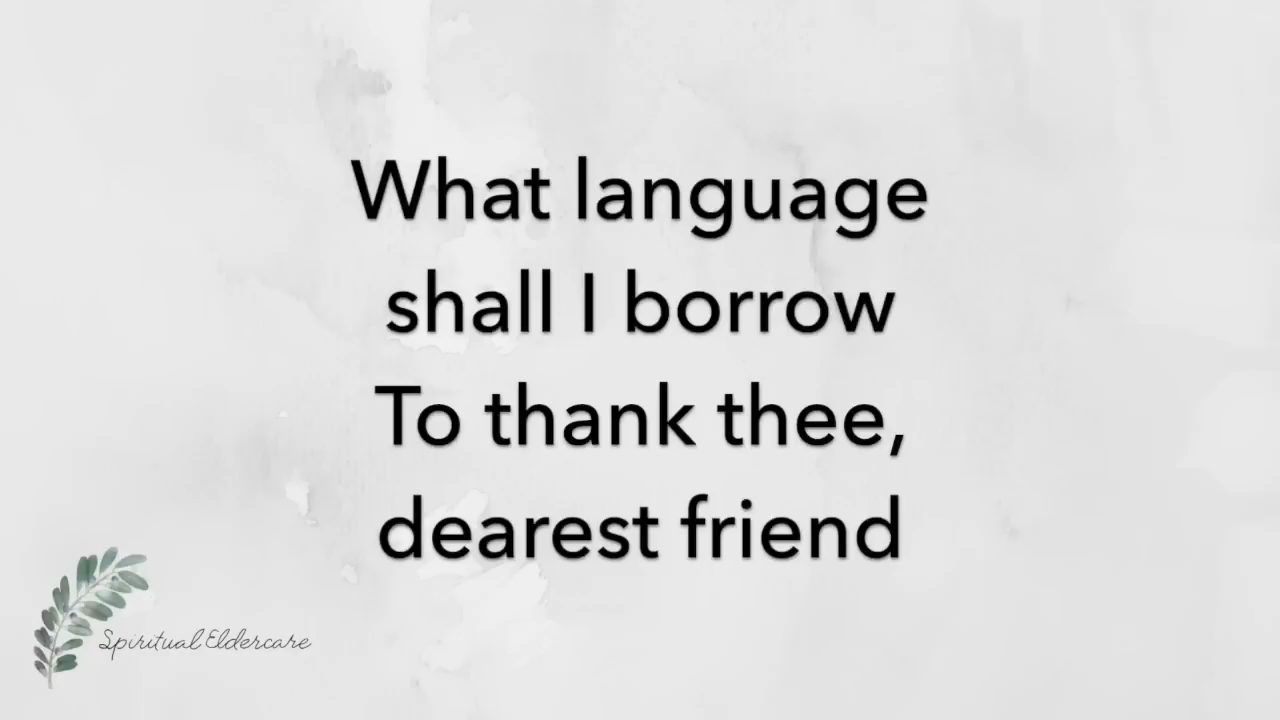 What language
shall I borrow
To thank thee,
dearest friend
Spiritual Eldercare